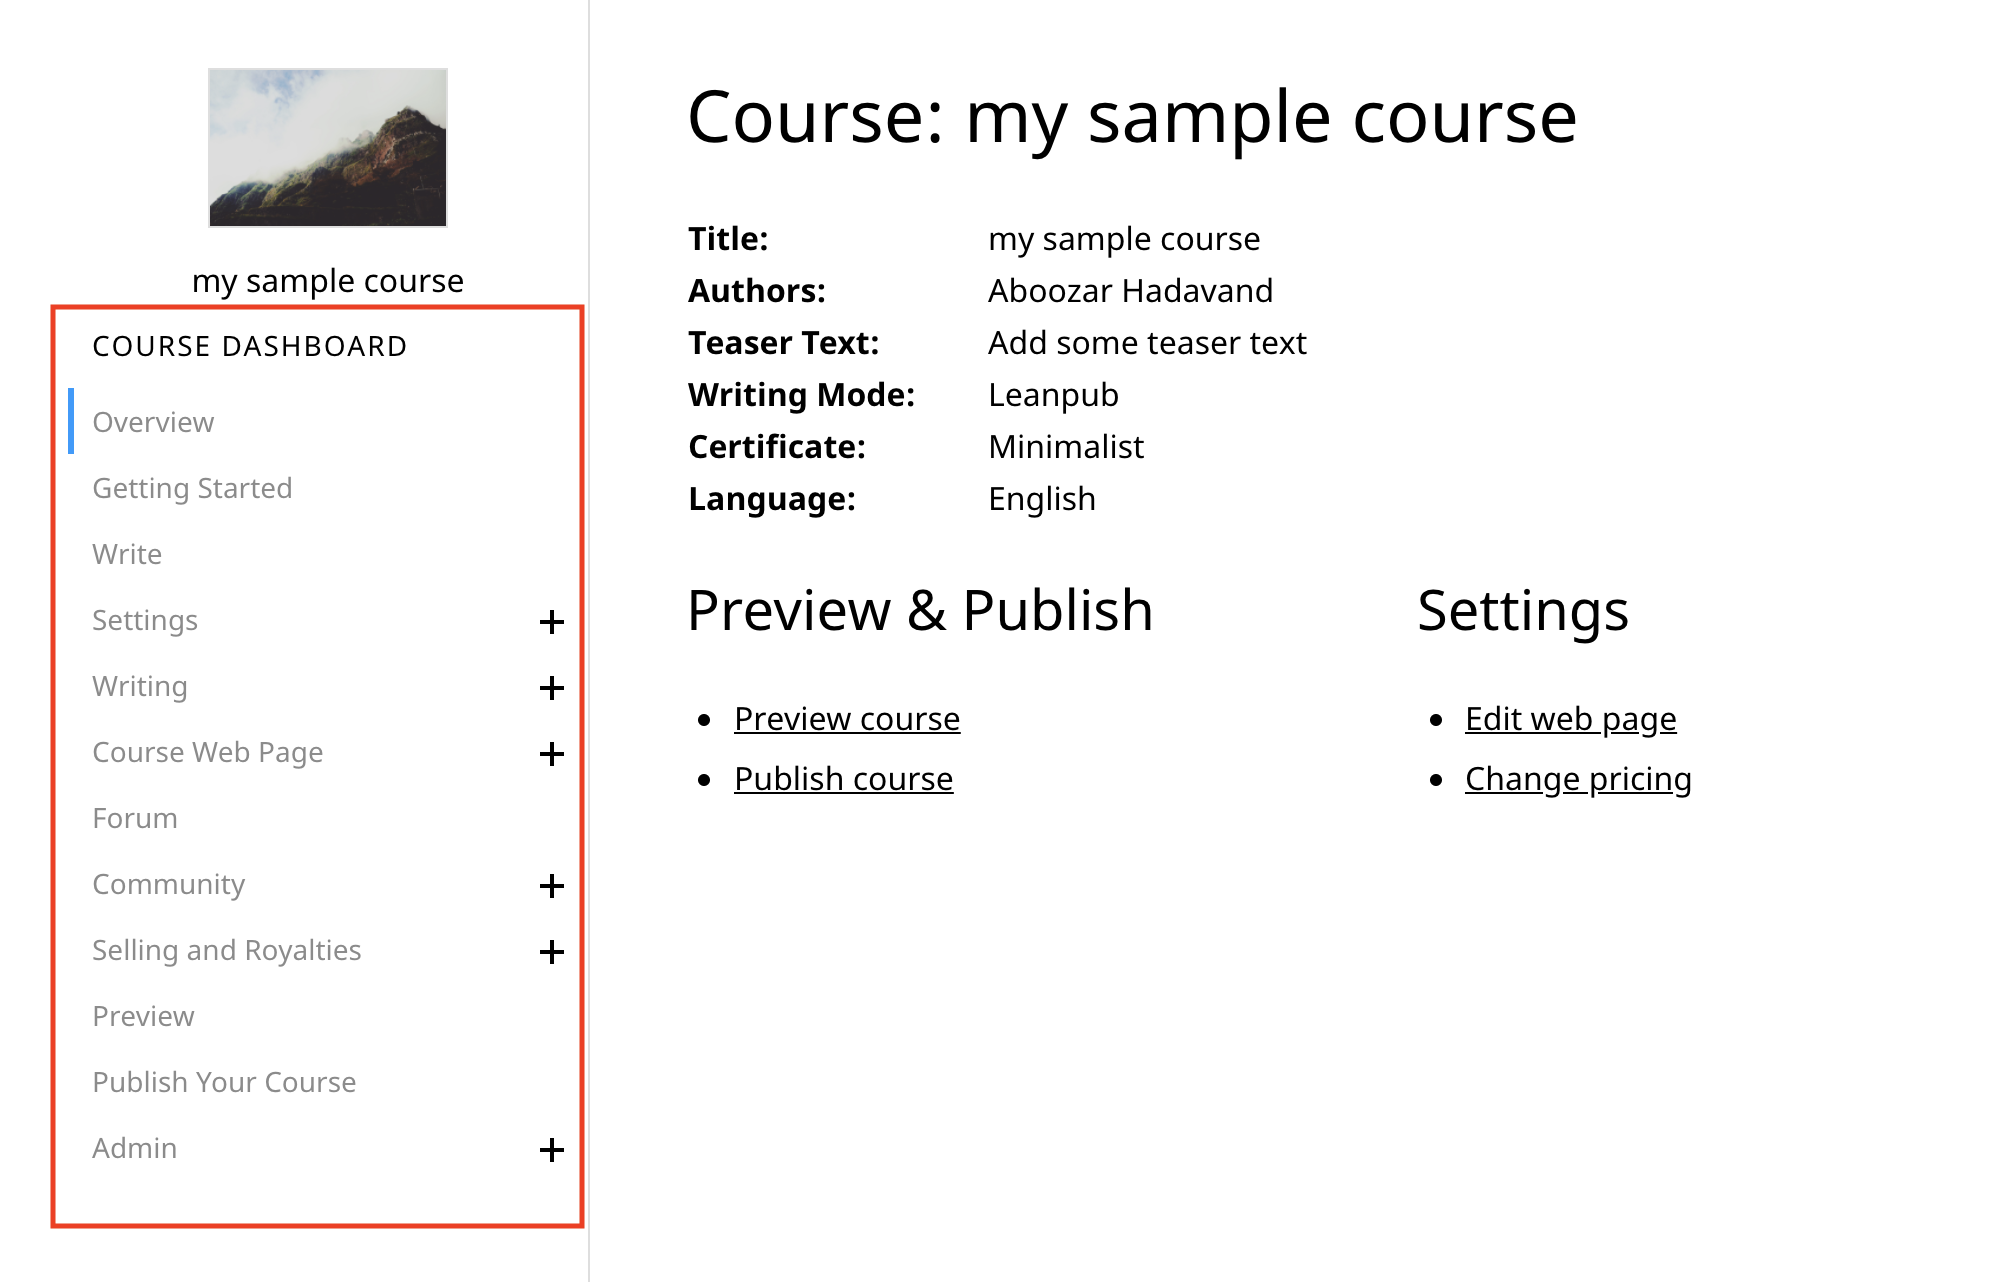 my sample course
COURSE DASHBOARD
Overview
Getting Started
Write
Settings
Writing
Course Web Page
Forum
Community
Selling and Royalties
Preview
Publish Your Course
Admin
Course: my sample course
Title: my sample course
Authors: Aboozar Hadavand
Teaser Text: Add some teaser text
Writing Mode: Leanpub
Certificate: Minimalist
Language: English
Preview & Publish
Preview course
Publish course
Settings
Edit web page
Change pricing